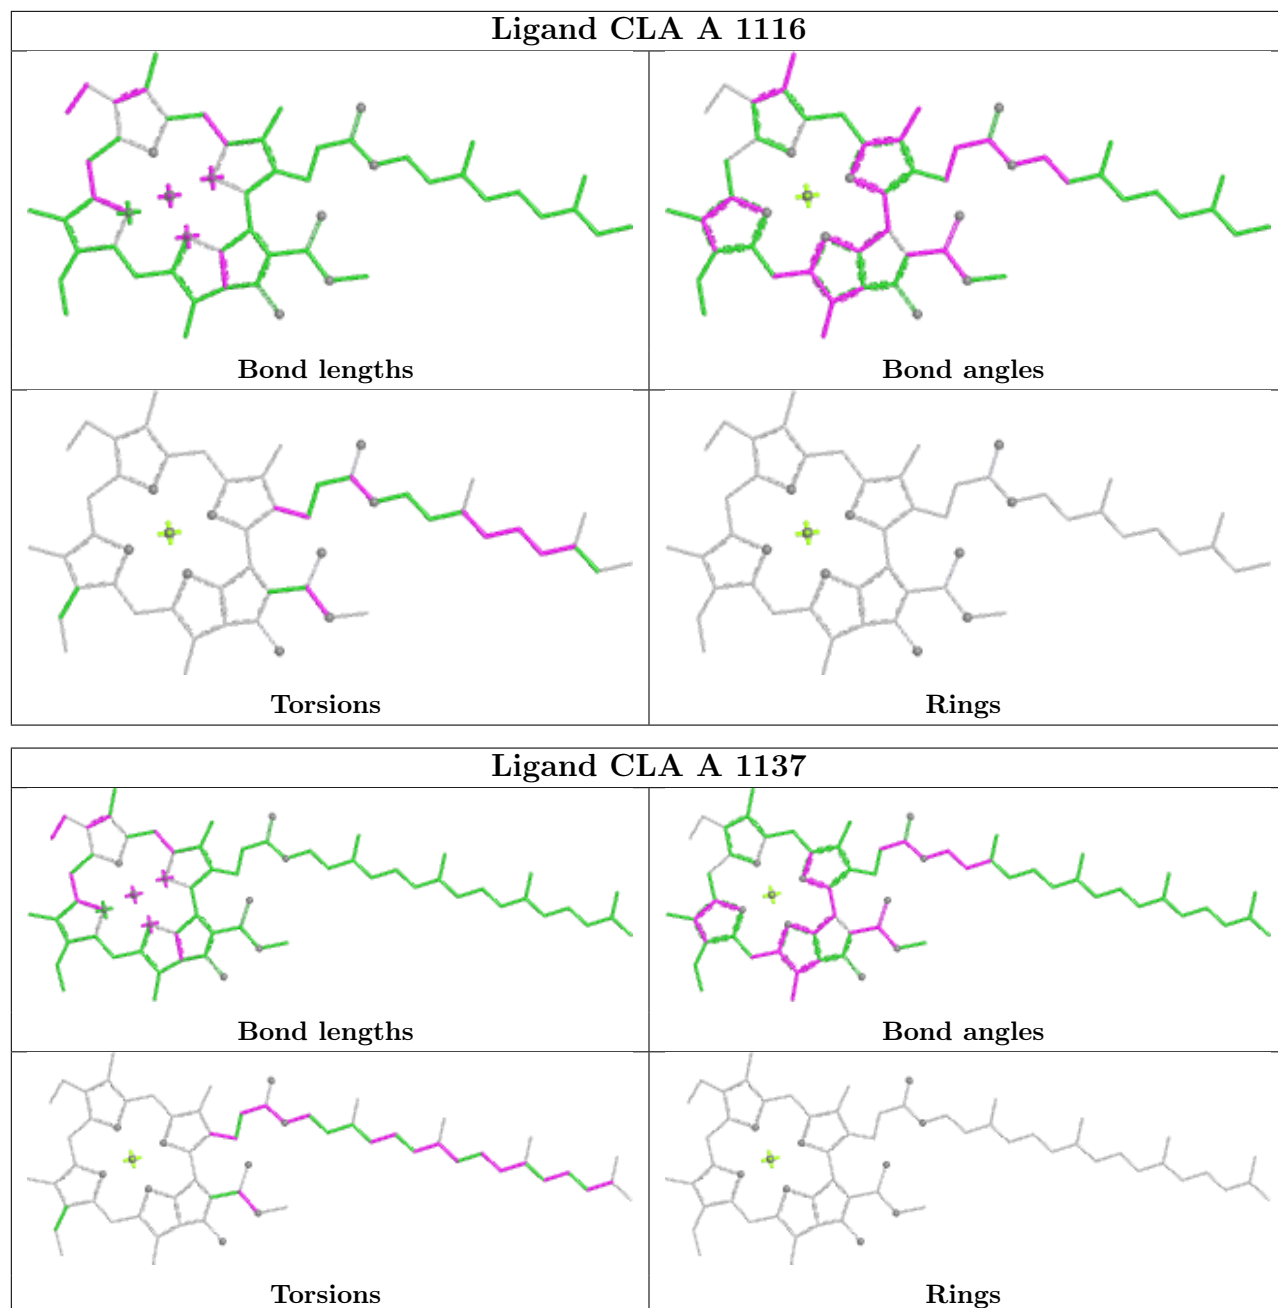 Ligand CLA A 1116
Bond lengths
Bond angles
Torsions
Rings
Ligand CLA A 1137
Bond lengths
Bond angles
Torsions
Rings